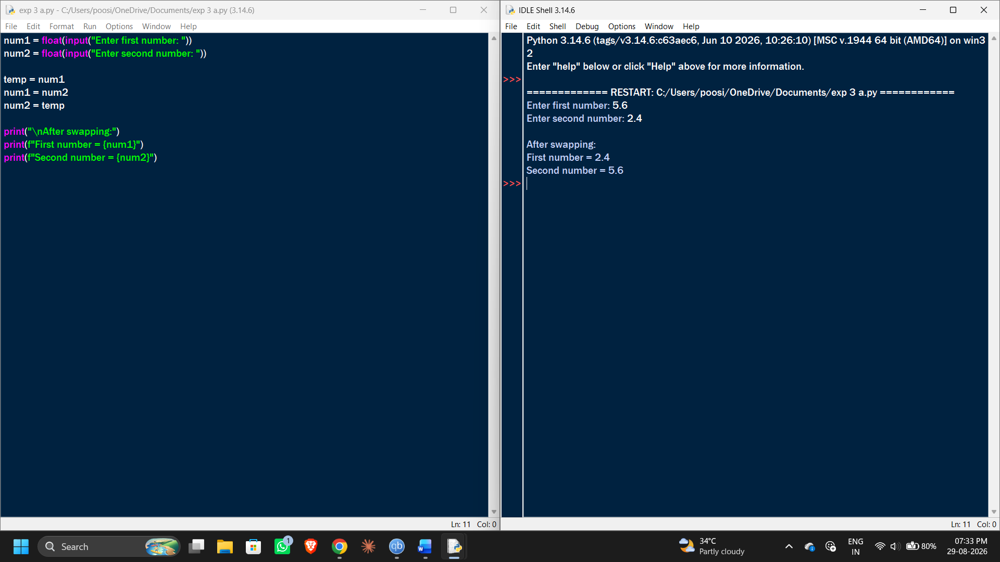 exp 3 a.py - C:/Users/poosi/OneDrive/Documents/exp 3 a.py (3.14.6)
File Edit Format Run Options Window Help
num1 = float(input("Enter first number: "))
num2 = float(input("Enter second number: "))
temp = num1
num1 = num2
num2 = temp
print("\nAfter swapping:")
print(f"First number = {num1}")
print(f"Second number = {num2}")
Ln: 11 Col: 0
IDLE Shell 3.14.6
File Edit Shell Debug Options Window Help
Python 3.14.6 (tags/v3.14.6:c63aec6, Jun 10 2026, 10:26:10) [MSC v.1944 64 bit (AMD64)] on win3
2
Enter "help" below or click "Help" above for more information.
>>>
============= RESTART: C:/Users/poosi/OneDrive/Documents/exp 3 a.py ============
Enter first number: 5.6
Enter second number: 2.4
After swapping:
First number = 2.4
Second number = 5.6
>>>
Ln: 11 Col: 0
Search
1
qb
W
34°C
Partly cloudy
ENG
IN
80%
07:33 PM
29-08-2026